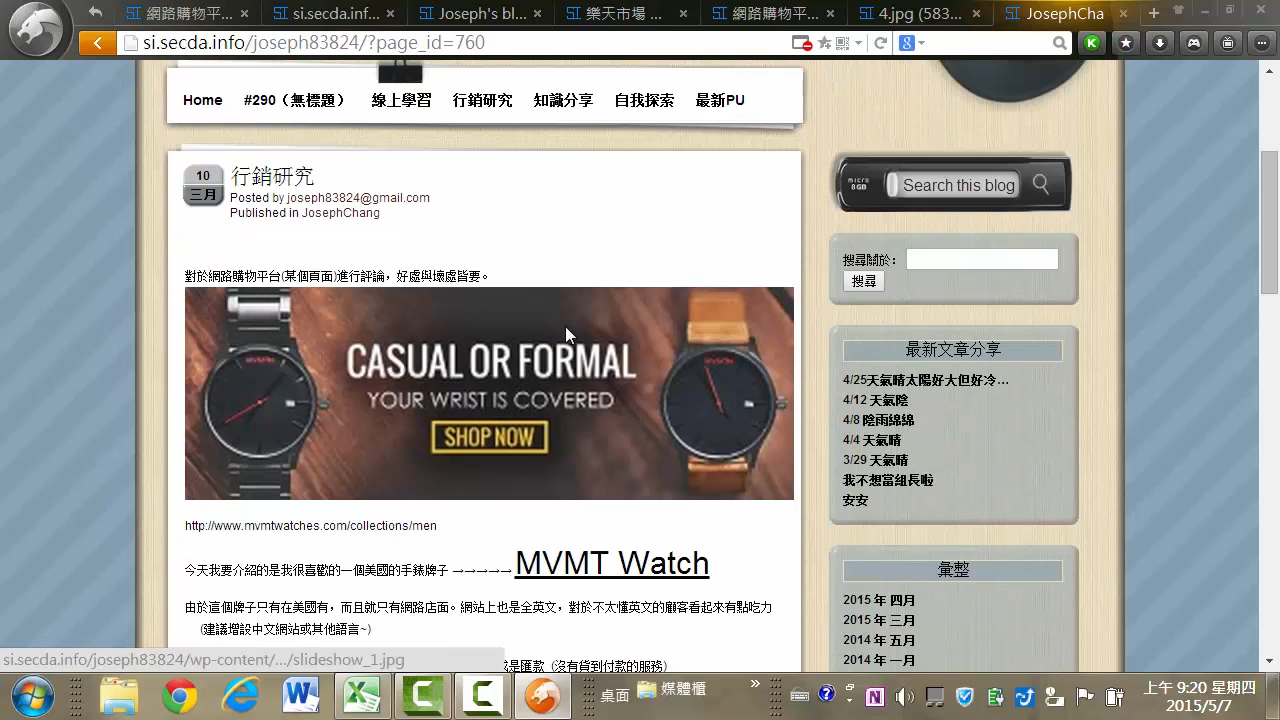 網路購物平...
si.secda.inf...
Joseph's bl...
樂天市場 ...
網路購物平...
4.jpg (583...
JosephCha
si.secda.info/joseph83824/?page_id=760
Home #290（無標題） 線上學習 行銷研究 知識分享 自我探索 最新PU
10
三月
行銷研究
Posted by joseph83824@gmail.com
Published in JosephChang
micro
8GB
Search this blog
搜尋關於：
搜尋
對於網路購物平台(某個頁面)進行評論，好處與壞處皆要。
CASUAL OR FORMAL
YOUR WRIST IS COVERED
SHOP NOW
最新文章分享
4/25天氣晴太陽好大但好冷…
4/12 天氣陰
4/8 陰雨綿綿
4/4 天氣晴
3/29 天氣晴
我不想當組長啦
安安
http://www.mvmtwatches.com/collections/men
今天我要介紹的是我很喜歡的一個美國的手錶牌子 →→→→→ MVMT Watch
由於這個牌子只有在美國有，而且就只有網路店面。網站上也是全英文，對於不太懂英文的顧客看起來有點吃力
(建議增設中文網站或其他語言~)
彙整
2015 年 四月
2015 年 三月
2014 年 五月
2014 年 一月
si.secda.info/joseph83824/wp-content/.../slideshow_1.jpg
是匯款 (沒有貨到付款的服務)
桌面
媒體櫃
上午 9:20 星期四
2015/5/7